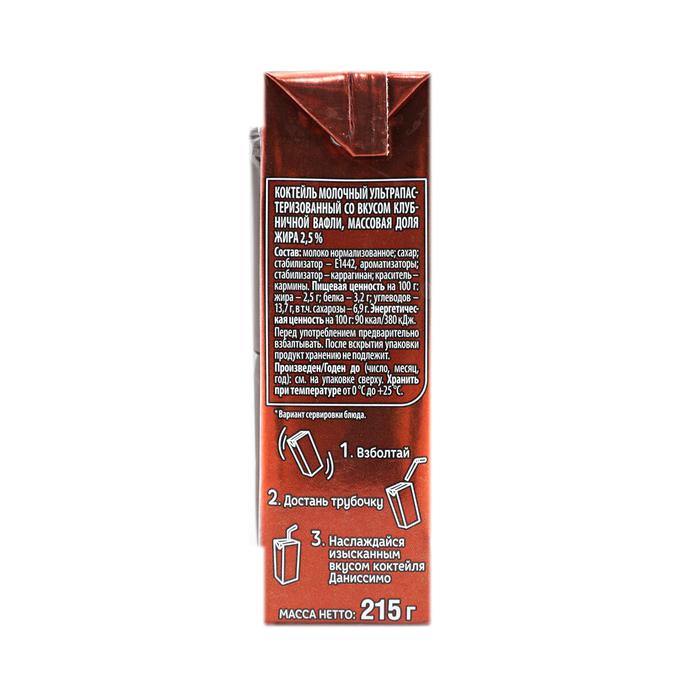 КОКТЕЙЛЬ МОЛОЧНЫЙ УЛЬТРАПАС-
ТЕРИЗОВАННЫЙ СО ВКУСОМ КЛУБ-
НИЧНОЙ ВАФЛИ, МАССОВАЯ ДОЛЯ
ЖИРА 2,5 %
Состав: молоко нормализованное; сахар;
стабилизатор – Е1442, ароматизаторы;
стабилизатор – каррагинан; краситель –
кармины. Пищевая ценность на 100 г:
жира – 2,5 г; белка – 3,2 г; углеводов –
13,7 г, в т.ч. сахарозы – 6,9 г. Энергетичес-
кая ценность на 100 г: 90 ккал/380 кДж.
Перед употреблением предварительно
взбалтывать. После вскрытия упаковки
продукт хранению не подлежит.
Произведен/Годен до (число, месяц,
год): см. на упаковке сверху. Хранить
при температуре от 0 °С до +25 °С.
*Вариант сервировки блюда.
1. Взболтай
2. Достань трубочку
3. Наслаждайся
изысканным
вкусом коктейля
Даниссимо
МАССА НЕТТО: 215 г